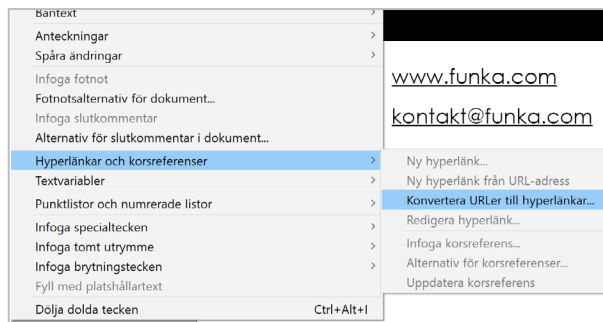 Bantext
Anteckningar
Spåra ändringar
Infoga fotnot
Fotnotsalternativ för dokument...
Infoga slutkommentar
Alternativ för slutkommentar i dokument...
Hyperlänkar och korsreferenser
Textvariabler
Punktlistor och numrerade listor
Infoga specialtecken
Infoga tomt utrymme
Infoga brytningstecken
Fyll med platshållartext
Dölja dolda tecken Ctrl+Alt+I
www.funka.com
kontakt@funka.com
Ny hyperlänk...
Ny hyperlänk från URL-adress
Konvertera URLer till hyperlänkar...
Redigera hyperlänk...
Infoga korsreferens...
Alternativ för korsreferenser...
Uppdatera korsreferens